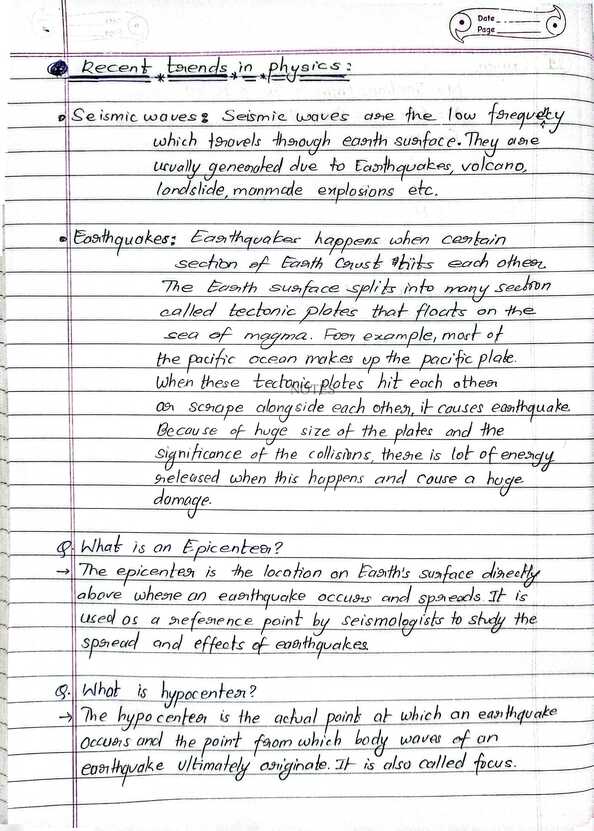 Date
Page
Recent trends in physics:
Seismic waves: Seismic waves are the low frequecy
which travels through earth surface. They are
usually generated due to Earthquakes, volcano,
landslide, manmade explosions etc.
Earthquakes: Earthquakes happens when certain
section of Earth Crust hits each other.
The Earth surface splits into many section
called tectonic plates that floats on the
sea of magma. For example, most of
the pacific ocean makes up the pacific plate.
When these tectonic plates hit each other
NOTES
or scrape alongside each other, it causes earthquake.
Because of huge size of the plates and the
significance of the collisions, there is lot of energy
released when this happens and cause a huge
damage.
Q. What is an Epicenter?
→ The epicenter is the location on Earth's surface directly
above where an earthquake occurs and spreads. It is
used as a reference point by seismologists to study the
spread and effects of earthquakes.
Q. What is hypocenter?
→ The hypocenter is the actual point at which an earthquake
occurs and the point from which body waves of an
earthquake ultimately originate. It is also called focus.